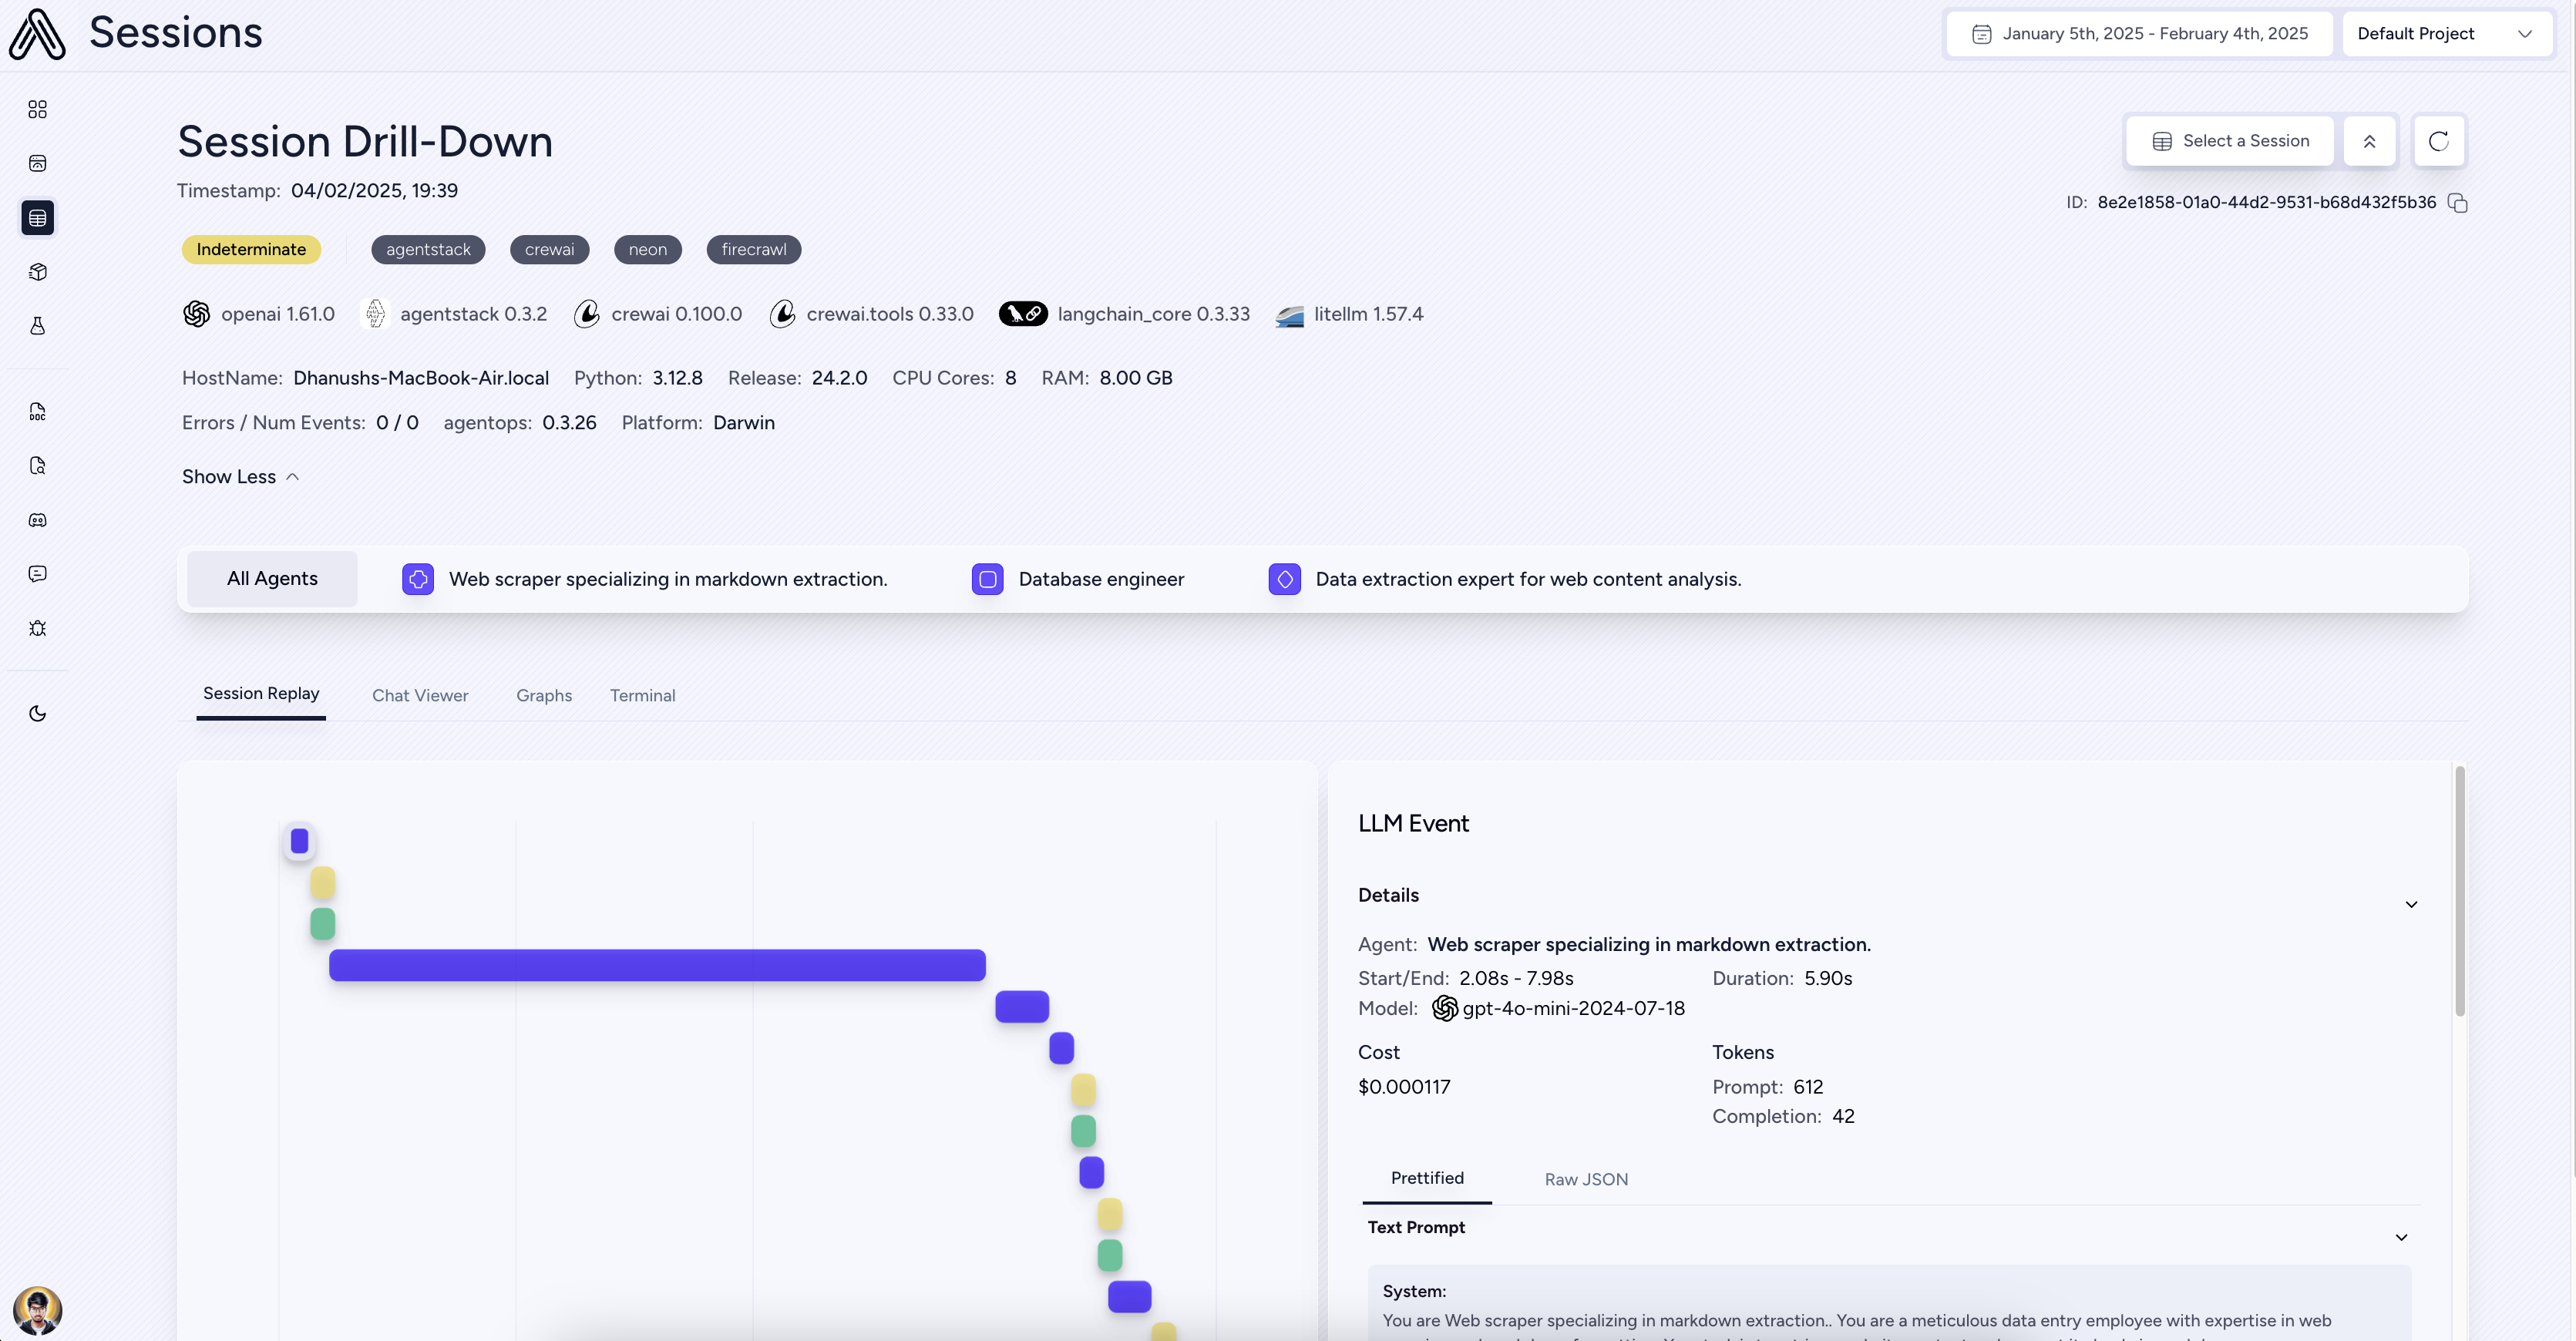 Sessions
January 5th, 2025 - February 4th, 2025
Default Project
Session Drill-Down
Select a Session
Timestamp: 04/02/2025, 19:39
ID: 8e2e1858-01a0-44d2-9531-b68d432f5b36
Indeterminate agentstack crewai neon firecrawl
openai 1.61.0 agentstack 0.3.2 crewai 0.100.0 crewai.tools 0.33.0 langchain_core 0.3.33 litellm 1.57.4
HostName: Dhanushs-MacBook-Air.local Python: 3.12.8 Release: 24.2.0 CPU Cores: 8 RAM: 8.00 GB
DOC
Errors / Num Events: 0 / 0 agentops: 0.3.26 Platform: Darwin
Show Less
All Agents Web scraper specializing in markdown extraction. Database engineer Data extraction expert for web content analysis.
Session Replay Chat Viewer Graphs Terminal
LLM Event
Details
Agent: Web scraper specializing in markdown extraction.
Start/End: 2.08s - 7.98s Duration: 5.90s
Model: gpt-4o-mini-2024-07-18
Cost Tokens
$0.000117 Prompt: 612
Completion: 42
Prettified Raw JSON
Text Prompt
System:
You are Web scraper specializing in markdown extraction.. You are a meticulous data entry employee with expertise in web